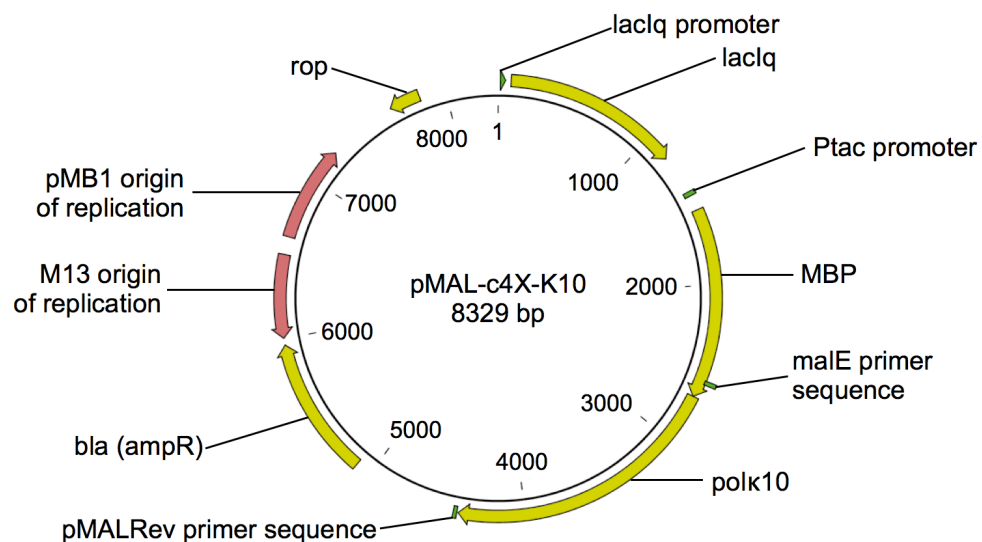 lacIq promoter
lacIq
rop
8000
1
1000
Ptac promoter
pMB1 origin
of replication
7000
M13 origin
of replication
pMAL-c4X-K10
8329 bp
2000
MBP
6000
malE primer
sequence
3000
5000
bla (ampR)
4000
polκ10
pMALRev primer sequence